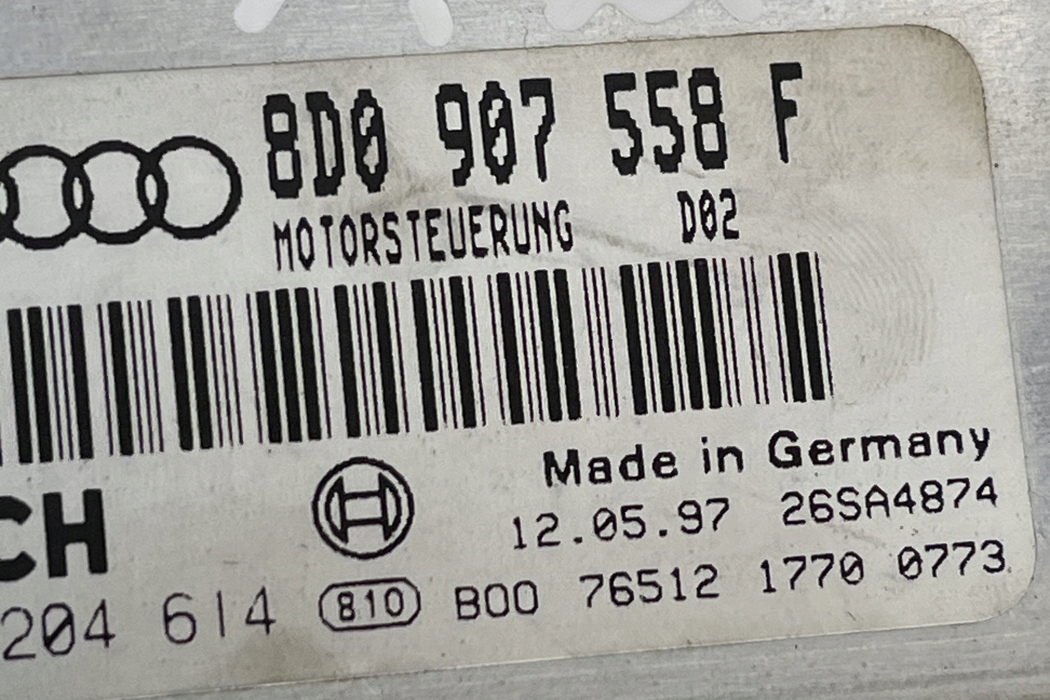 8D0 907 558 F
MOTORSTEUERUNG D02
Made in Germany
CH
12.05.97 26SA4874
204 614 810 B00 76512 1770 0773